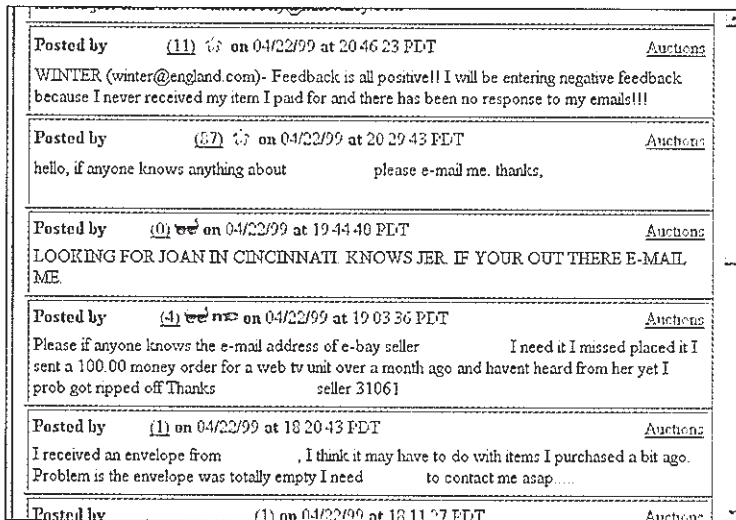 Posted by (11) on 04/22/99 at 20:46:23 PDT Auctions
WINTER (winter@england.com)- Feedback is all positive!! I will be entering negative feedback
because I never received my item I paid for and there has been no response to my emails!!!
Posted by (87) on 04/22/99 at 20:29:43 PDT Auctions
hello, if anyone knows anything about please e-mail me. thanks,
Posted by (0) on 04/22/99 at 19:44:40 PDT Auctions
LOOKING FOR JOAN IN CINCINNATI. KNOWS JER. IF YOUR OUT THERE E-MAIL
ME.
Posted by (4) on 04/22/99 at 19:03:36 PDT Auctions
Please if anyone knows the e-mail address of e-bay seller I need it I missed placed it I
sent a 100.00 money order for a web tv unit over a month ago and havent heard from her yet I
prob got ripped off Thanks seller 31061
Posted by (1) on 04/22/99 at 18:20:43 PDT Auctions
I received an envelope from , I think it may have to do with items I purchased a bit ago.
Problem is the envelope was totally empty I need to contact me asap.....
Posted by (1) on 04/22/99 at 18:11:27 PDT Auctions